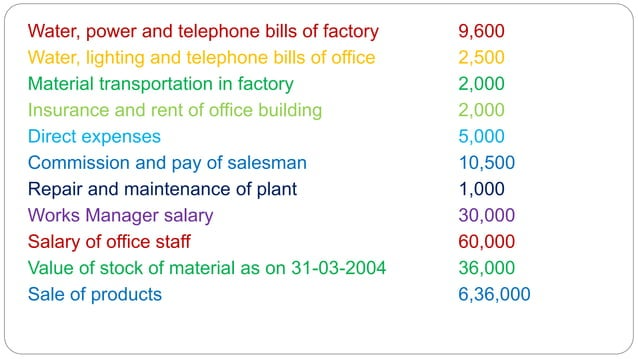 Water, power and telephone bills of factory 9,600
Water, lighting and telephone bills of office 2,500
Material transportation in factory 2,000
Insurance and rent of office building 2,000
Direct expenses 5,000
Commission and pay of salesman 10,500
Repair and maintenance of plant 1,000
Works Manager salary 30,000
Salary of office staff 60,000
Value of stock of material as on 31-03-2004 36,000
Sale of products 6,36,000